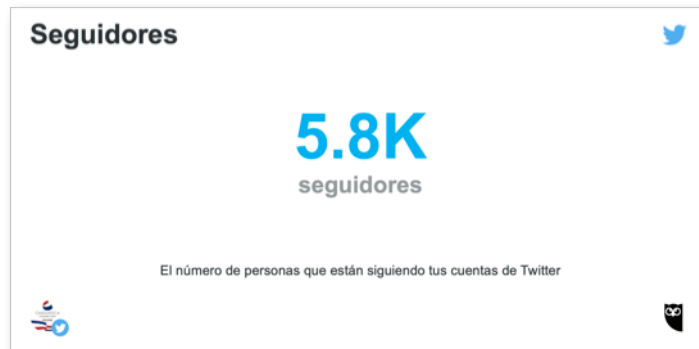 Seguidores
5.8K
seguidores
El número de personas que están siguiendo tus cuentas de Twitter